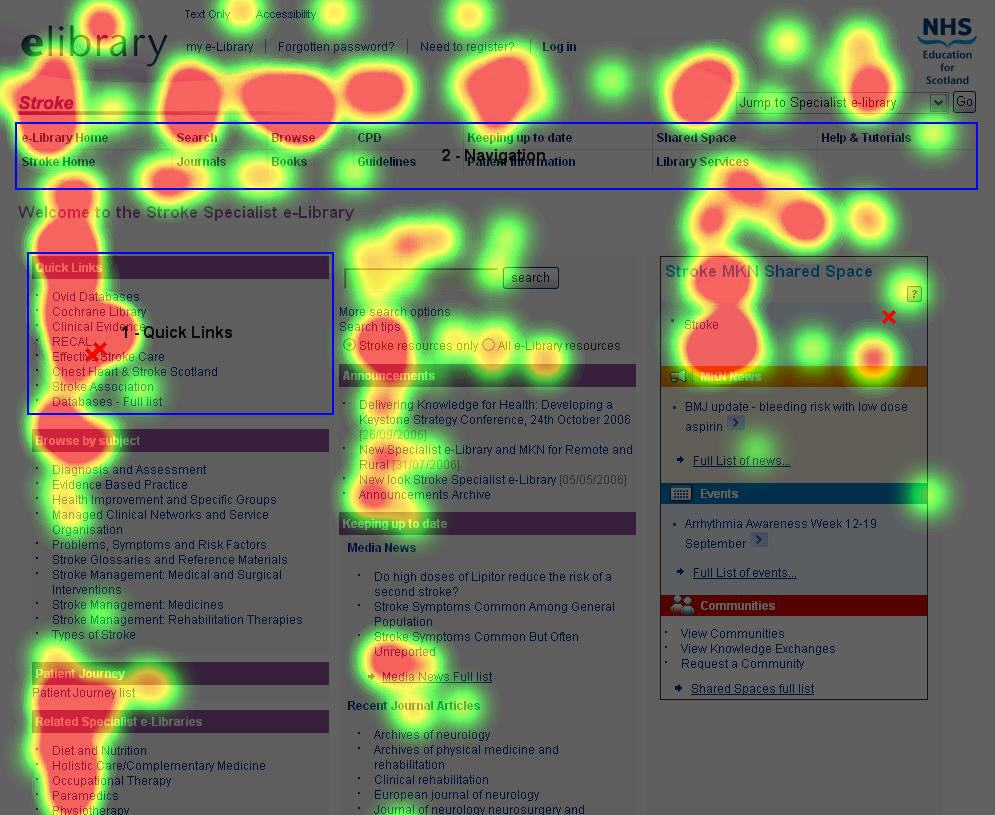 Text Only Accessibility
elibrary
my e-Library Forgotten password? Need to register? Log in
NHS
Education
for
Scotland
Stroke
Jump to Specialist e-library Go
e-Library Home Search Browse CPD Keeping up to date Shared Space Help & Tutorials
Stroke Home Journals Books Guidelines Patient Information Library Services
2 - Navigation
Welcome to the Stroke Specialist e-Library
Quick Links
Ovid Databases
Cochrane Library
Clinical Evidence
RECAL
Effective Stroke Care
Chest Heart & Stroke Scotland
Stroke Association
Databases - Full list
1 - Quick Links
Browse by subject
Diagnosis and Assessment
Evidence Based Practice
Health Improvement and Specific Groups
Managed Clinical Networks and Service
Organisation
Problems, Symptoms and Risk Factors
Stroke Glossaries and Reference Materials
Stroke Management: Medical and Surgical
Interventions
Stroke Management: Medicines
Stroke Management: Rehabilitation Therapies
Types of Stroke
Patient Journey
Patient Journey list
Related Specialist e-Libraries
Diet and Nutrition
Holistic Care/Complementary Medicine
Occupational Therapy
Paramedics
Physiotherapy
search
More search options
Search tips
Stroke resources only All e-Library resources
Announcements
Delivering Knowledge for Health: Developing a
Keystone Strategy Conference, 24th October 2006
[26/09/2006]
New Specialist e-Library and MKN for Remote and
Rural [31/07/2006]
New look Stroke Specialist e-Library [05/05/2006]
Announcements Archive
Keeping up to date
Media News
Do high doses of Lipitor reduce the risk of a
second stroke?
Stroke Symptoms Common Among General
Population
Stroke Symptoms Common But Often
Unreported
Media News Full list
Recent Journal Articles
Archives of neurology
Archives of physical medicine and
rehabilitation
Clinical rehabilitation
European journal of neurology
Journal of neurology neurosurgery and
Stroke MKN Shared Space
?
Stroke
MKN News
BMJ update - bleeding risk with low dose
aspirin
Full List of news...
Events
Arrhythmia Awareness Week 12-19
September
Full List of events...
Communities
View Communities
View Knowledge Exchanges
Request a Community
Shared Spaces full list